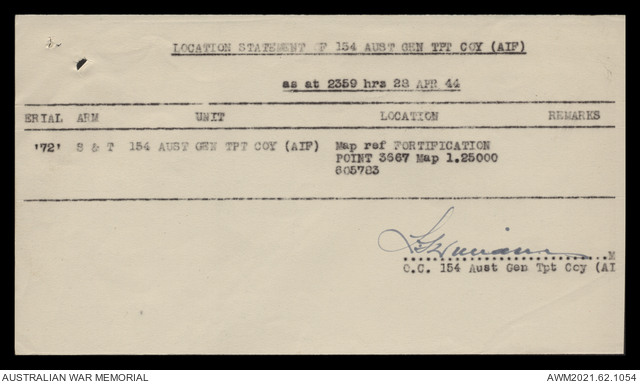 LOCATION STATEMENT OF 154 AUST GEN TPT COY (AIF)
as at 2359 hrs 28 APR 44
ERIAL ARM UNIT LOCATION REMARKS
'72' S & T 154 AUST GEN TPT COY (AIF) Map ref FORTIFICATION
POINT 3667 Map 1.25000
605783
M
O.C. 154 Aust Gen Tpt Coy (AI
AUSTRALIAN WAR MEMORIAL AWM2021.62.1054